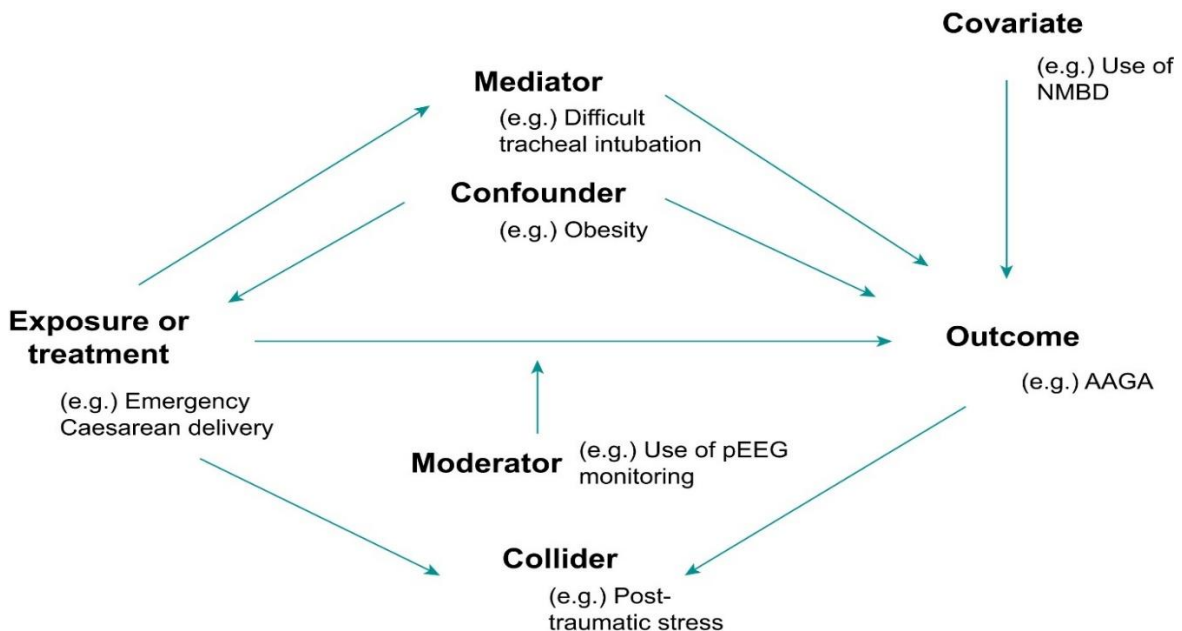 Covariate
(e.g.) Use of
NMBD
Mediator
(e.g.) Difficult
tracheal intubation
Confounder
(e.g.) Obesity
Exposure or
treatment
(e.g.) Emergency
Caesarean delivery
Outcome
(e.g.) AAGA
Moderator
(e.g.) Use of pEEG
monitoring
Collider
(e.g.) Post-
traumatic stress